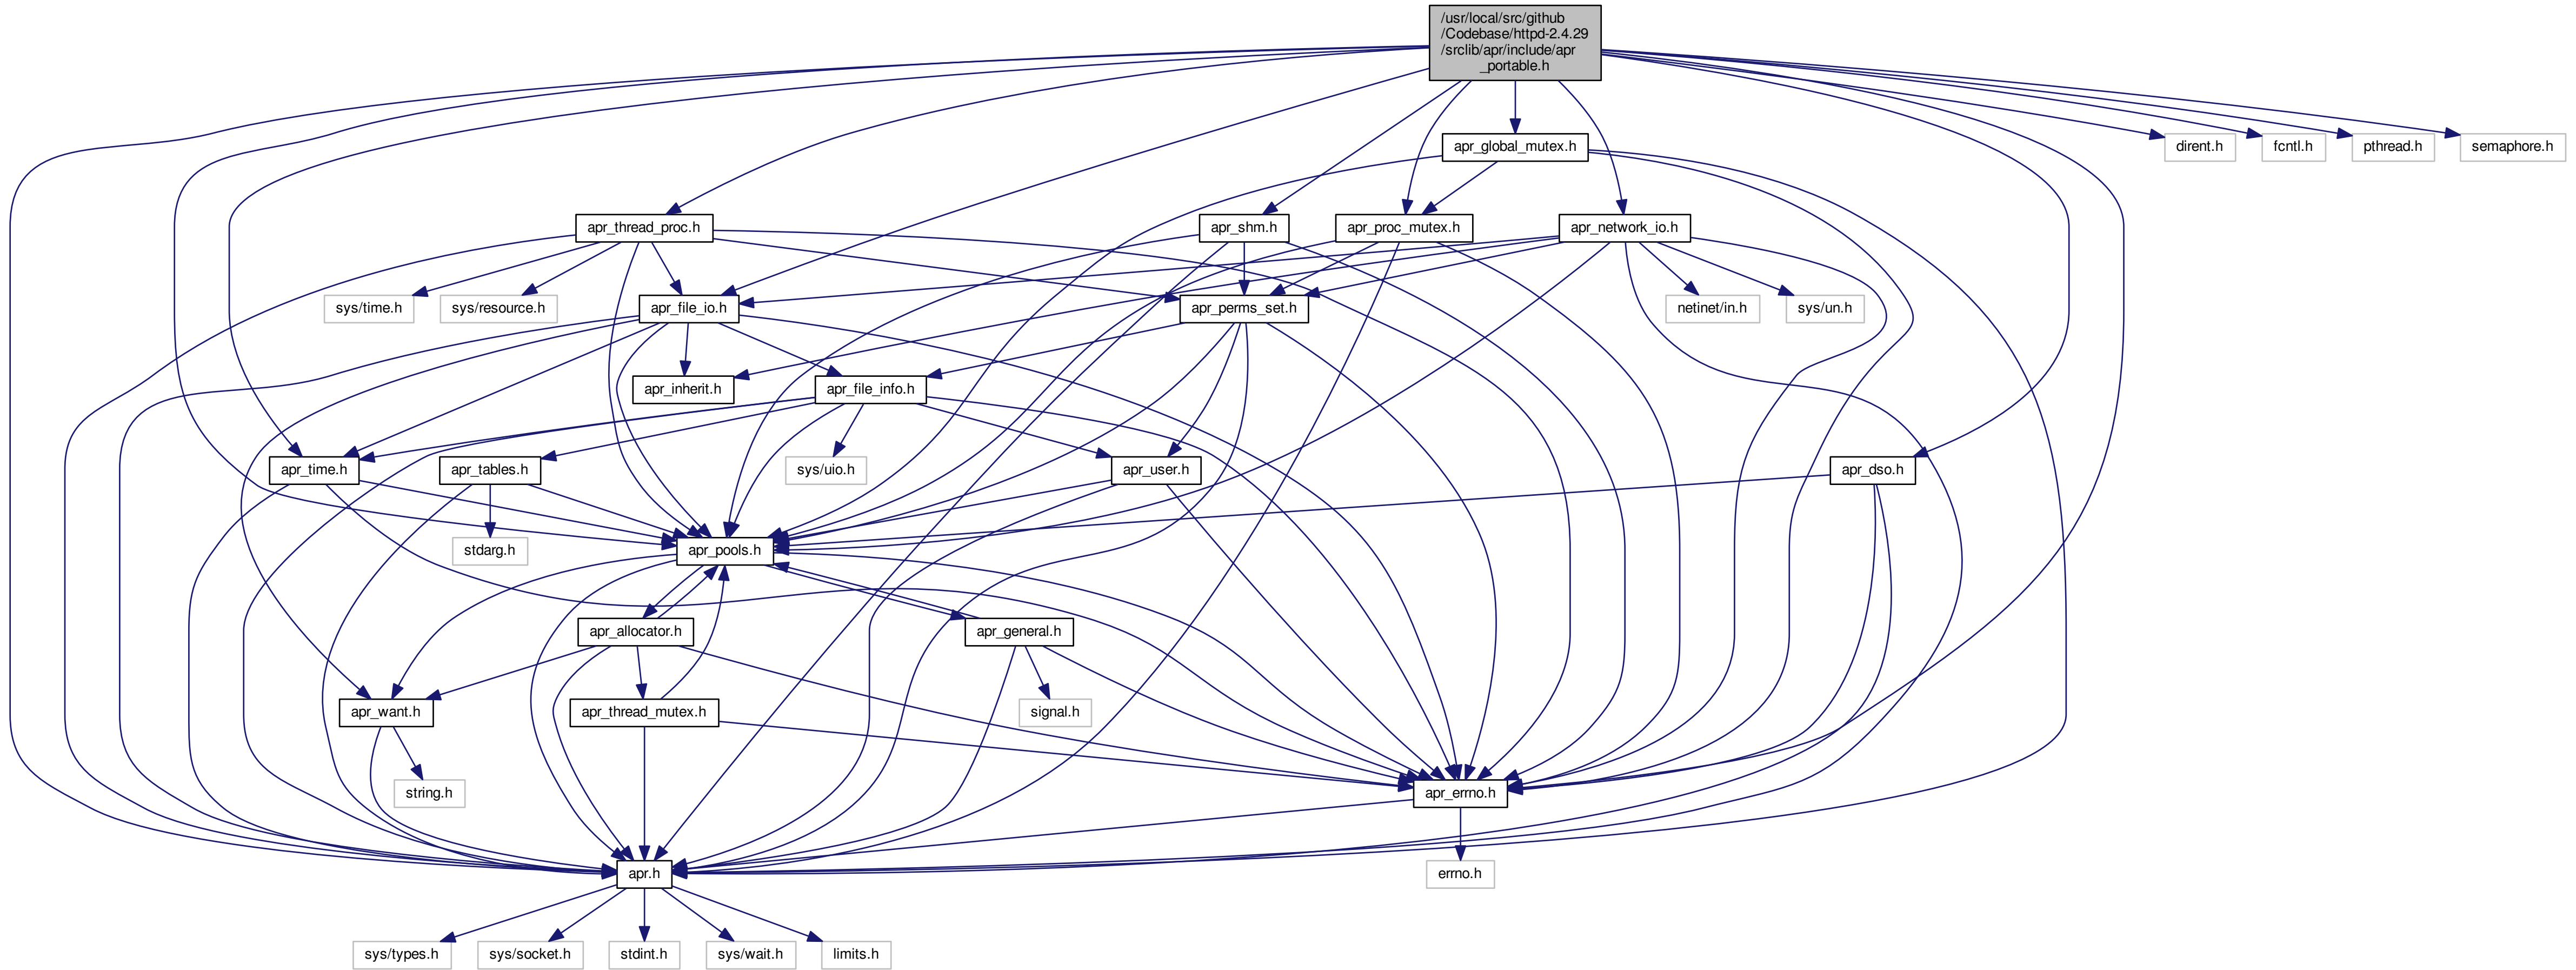 /usr/local/src/github
/Codebase/httpd-2.4.29
/srclib/apr/include/apr
_portable.h
apr_global_mutex.h
dirent.h
fcntl.h
pthread.h
semaphore.h
apr_thread_proc.h
apr_shm.h
apr_proc_mutex.h
apr_network_io.h
sys/time.h
sys/resource.h
apr_file_io.h
apr_perms_set.h
netinet/in.h
sys/un.h
apr_inherit.h
apr_file_info.h
apr_time.h
apr_tables.h
sys/uio.h
apr_user.h
apr_dso.h
stdarg.h
apr_pools.h
apr_allocator.h
apr_general.h
apr_want.h
apr_thread_mutex.h
signal.h
string.h
apr_errno.h
apr.h
errno.h
sys/types.h
sys/socket.h
stdint.h
sys/wait.h
limits.h